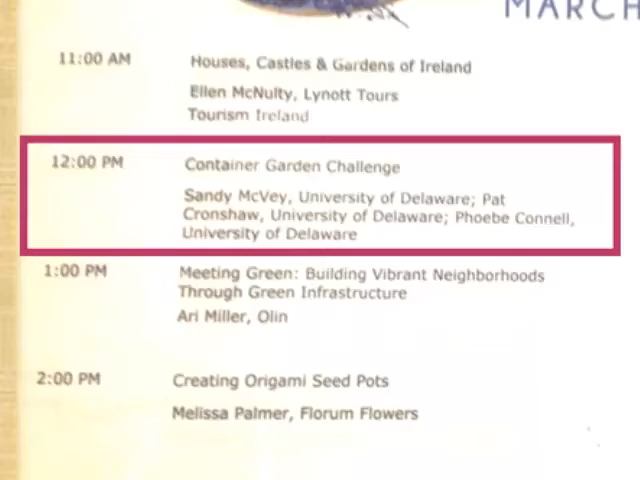 MARCH
11:00 AM
Houses, Castles & Gardens of Ireland
Ellen McNulty, Lynott Tours
Tourism Ireland
12:00 PM
Container Garden Challenge
Sandy McVey, University of Delaware; Pat
Cronshaw, University of Delaware; Phoebe Connell,
University of Delaware
1:00 PM
Meeting Green: Building Vibrant Neighborhoods
Through Green Infrastructure
Ari Miller, Olin
2:00 PM
Creating Origami Seed Pots
Melissa Palmer, Florum Flowers